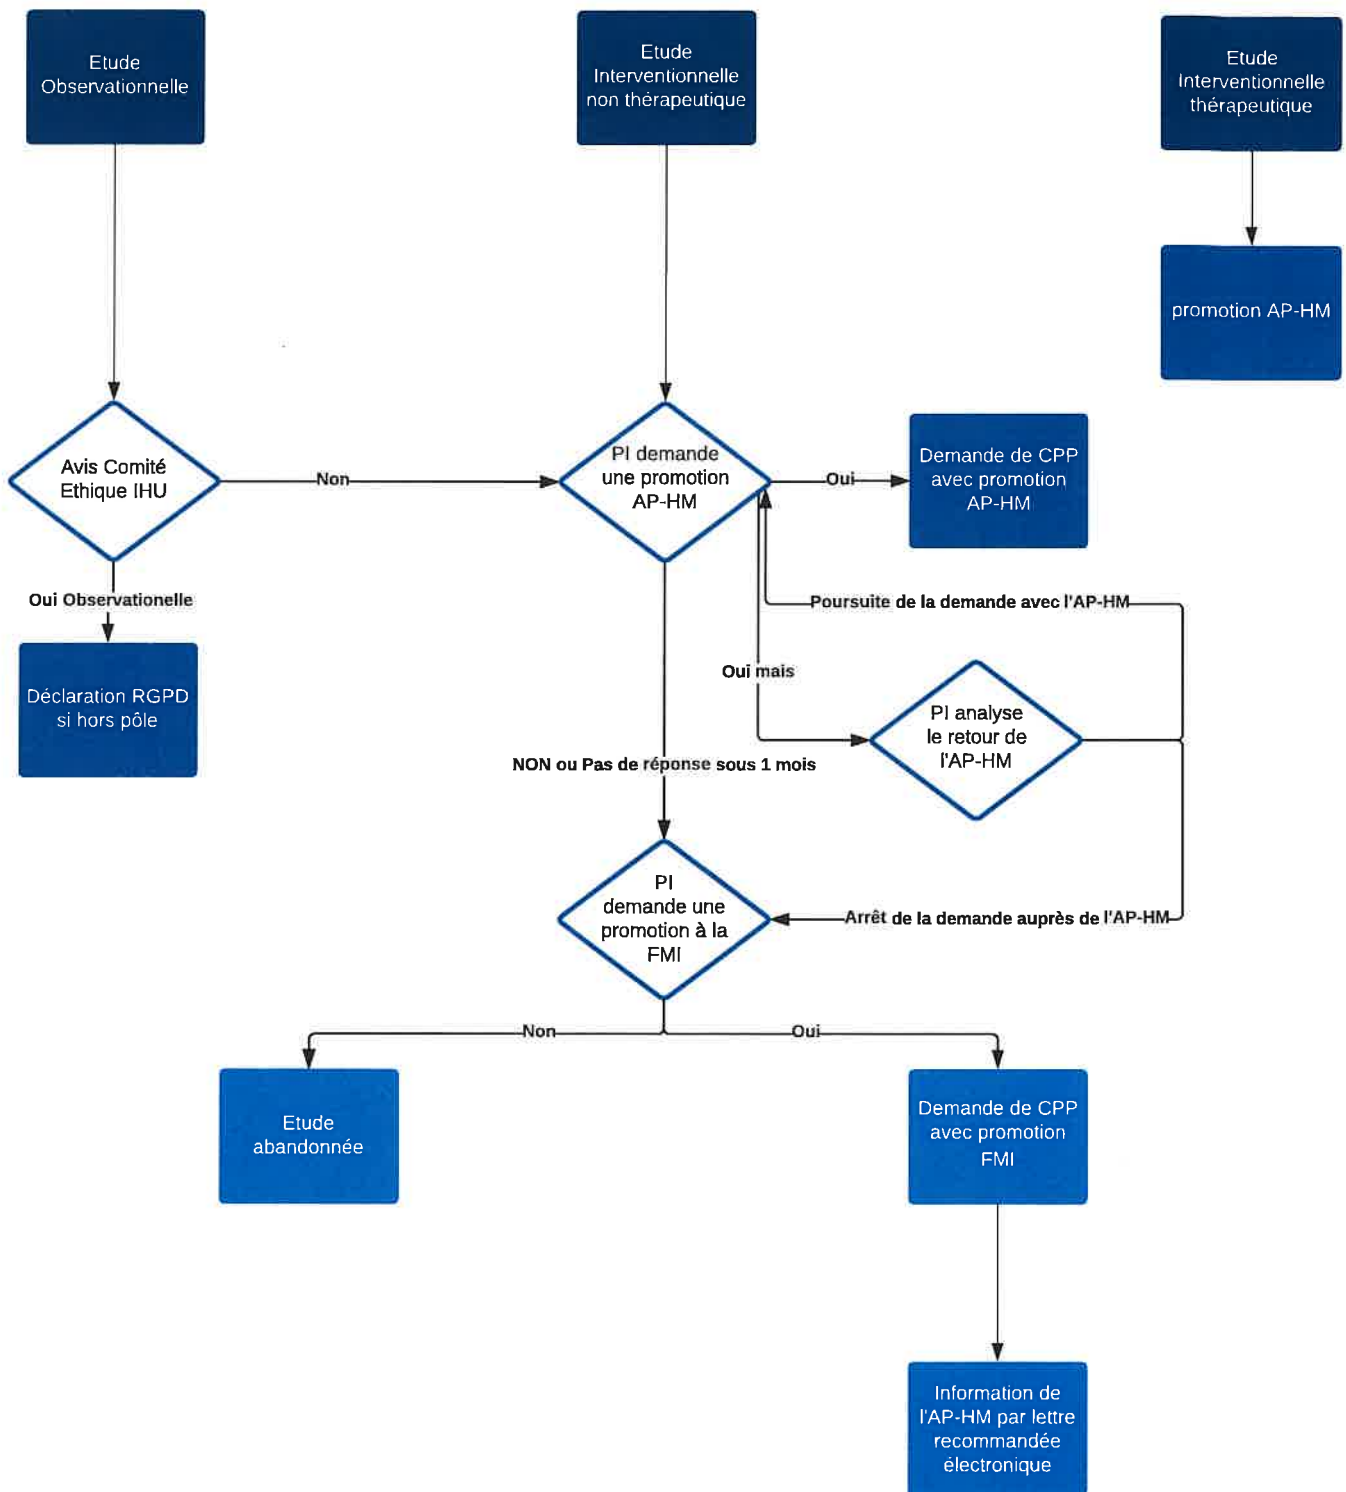 Etude
Observationnelle
Etude
Interventionnelle
non thérapeutique
Etude
Interventionnelle
thérapeutique
promotion AP-HM
Avis Comité
Ethique IHU
Non
PI demande
une promotion
AP-HM
Oui
Demande de CPP
avec promotion
AP-HM
Oui Observationelle
Poursuite de la demande avec l'AP-HM
Déclaration RGPD
si hors pôle
Oui mais
PI analyse
le retour de
l'AP-HM
NON ou Pas de réponse sous 1 mois
PI
demande une
promotion à la
FMI
Arrêt de la demande auprès de l'AP-HM
Non
Oui
Etude
abandonnée
Demande de CPP
avec promotion
FMI
Information de
l'AP-HM par lettre
recommandée
électronique